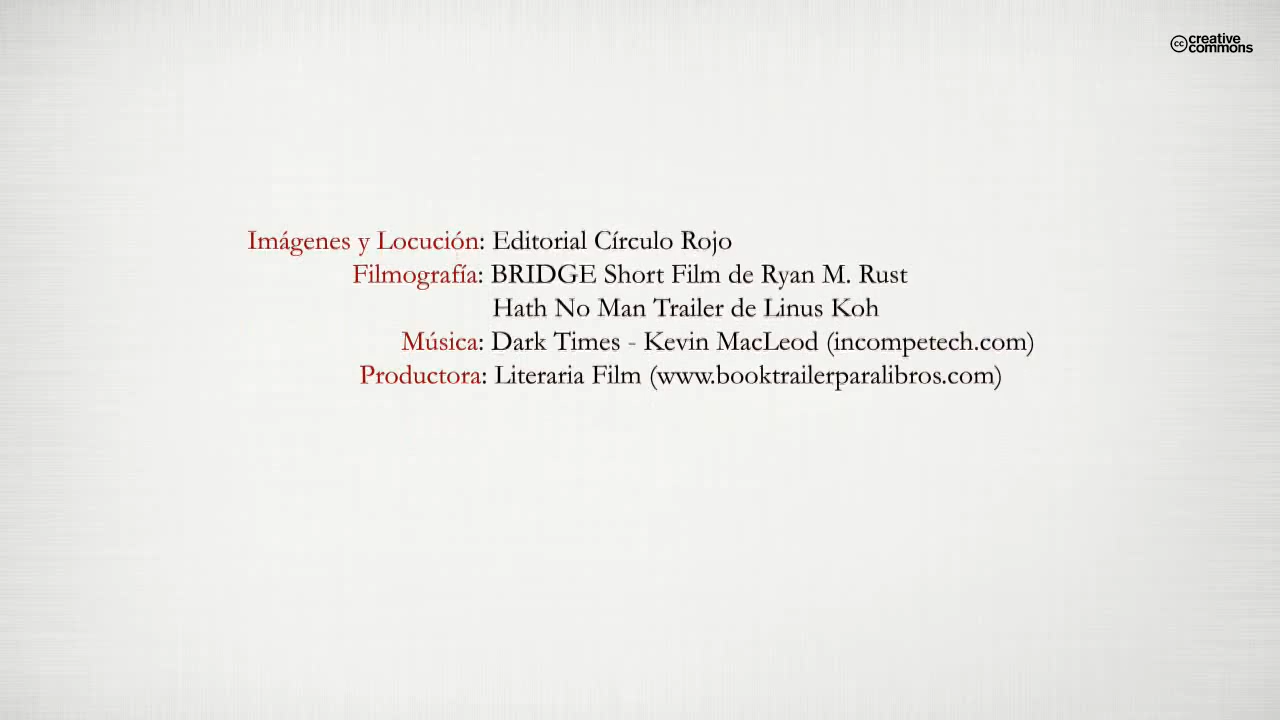 creative
commons
Imágenes y Locución: Editorial Círculo Rojo
Filmografía: BRIDGE Short Film de Ryan M. Rust
Hath No Man Trailer de Linus Koh
Música: Dark Times - Kevin MacLeod (incompetech.com)
Productora: Literaria Film (www.booktrailerparalibros.com)